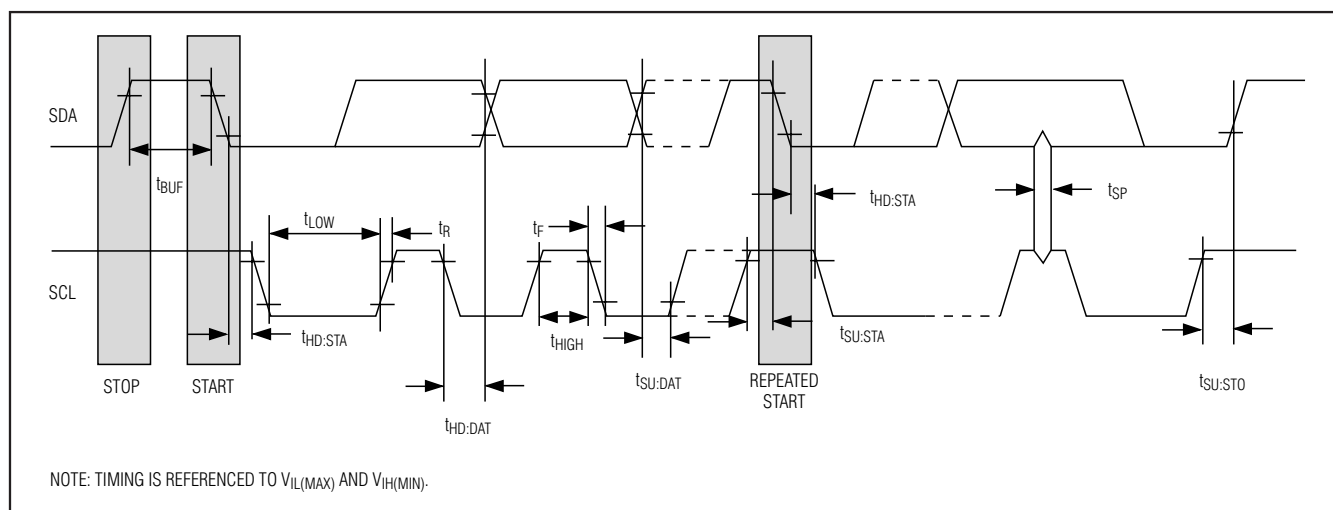 SDA
tBUF
tHD:STA
tSP
tLOW
tR
tF
SCL
tHD:STA
tHIGH
tSU:DAT
tSU:STA
tSU:STO
STOP
START
REPEATED
START
tHD:DAT
NOTE: TIMING IS REFERENCED TO VIL(MAX) AND VIH(MIN).